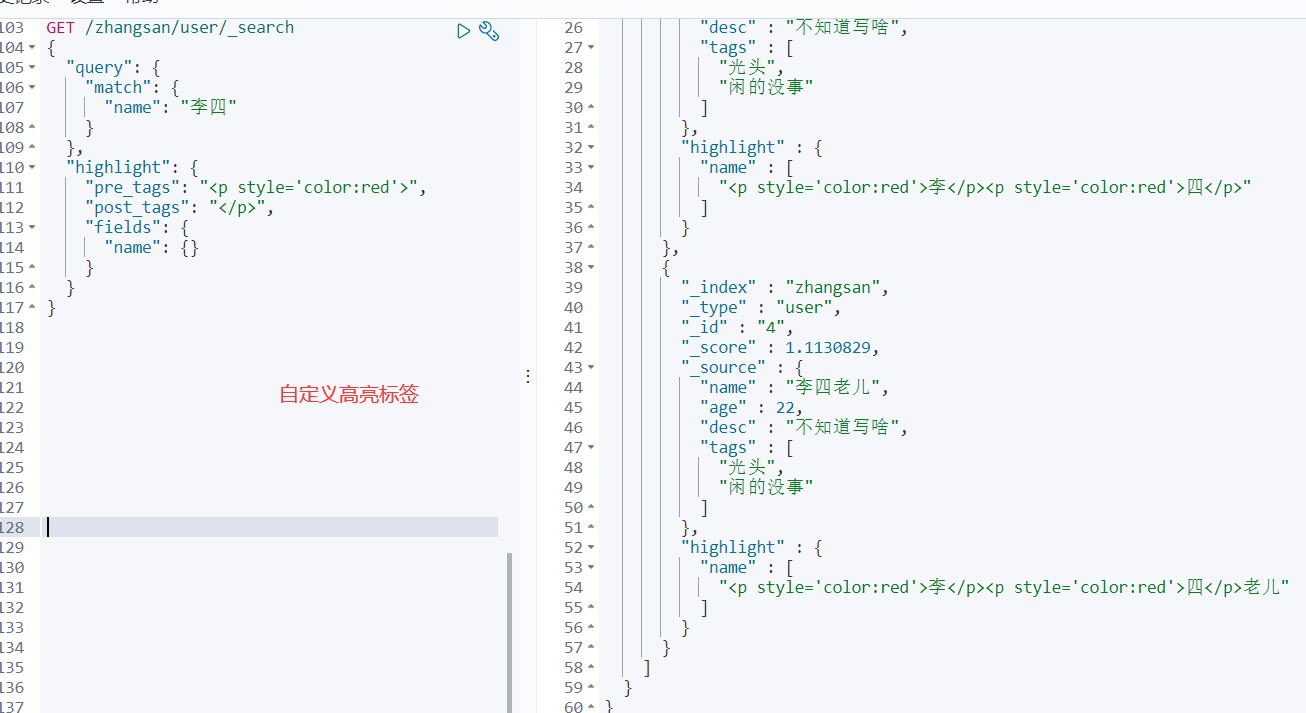 GET /zhangsan/user/_search
103
104 {
105 "query": {
106 "match": {
107 "name": "李四"
108 }
109 },
110 "highlight": {
111 "pre_tags": "<p style='color:red'>",
112 "post_tags": "</p>",
113 "fields": {
114 "name": {}
115 }
116 }
117 }
118
119
120
121 自定义高亮标签
122
123
124
125
126
127
128
129
130
131
132
133
134
135
136
137
26 "desc" : "不知道写啥",
27 "tags" : [
28 "光头",
29 "闲的没事"
30 ]
31 },
32 "highlight" : {
33 "name" : [
34 "<p style='color:red'>李</p><p style='color:red'>四</p>"
35 ]
36 }
37 },
38 {
39 "_index" : "zhangsan",
40 "_type" : "user",
41 "_id" : "4",
42 "_score" : 1.1130829,
43 "_source" : {
44 "name" : "李四老儿",
45 "age" : 22,
46 "desc" : "不知道写啥",
47 "tags" : [
48 "光头",
49 "闲的没事"
50 ]
51 },
52 "highlight" : {
53 "name" : [
54 "<p style='color:red'>李</p><p style='color:red'>四</p>老儿"
55 ]
56 }
57 }
58 ]
59 }
60 }